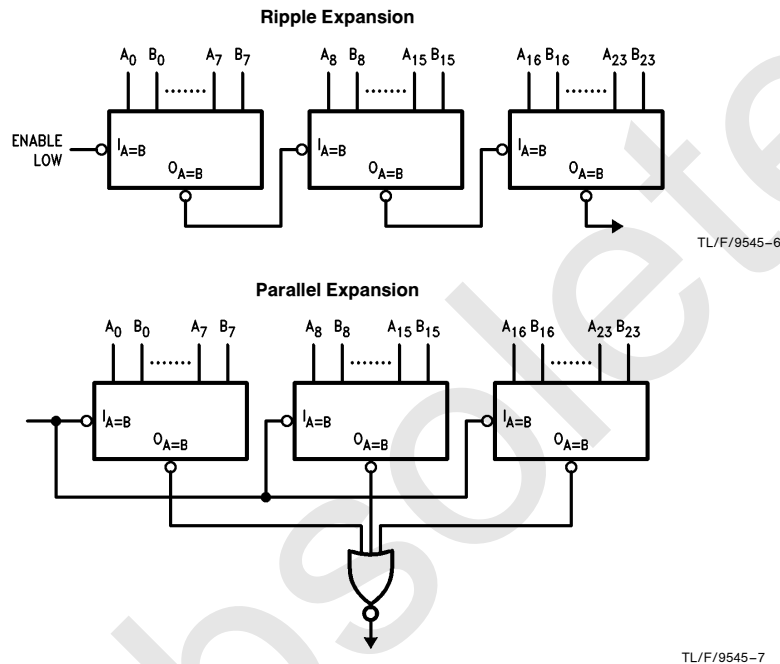 Ripple Expansion
A0 B0 ........ A7 B7
A8 B8 ........ A15 B15
A16 B16 ........ A23 B23
ENABLE
LOW
IA=B
OA=B
IA=B
OA=B
IA=B
OA=B
TL/F/9545–6
Parallel Expansion
A0 B0 ........ A7 B7
A8 B8 ........ A15 B15
A16 B16 ........ A23 B23
IA=B
OA=B
IA=B
OA=B
IA=B
OA=B
TL/F/9545–7